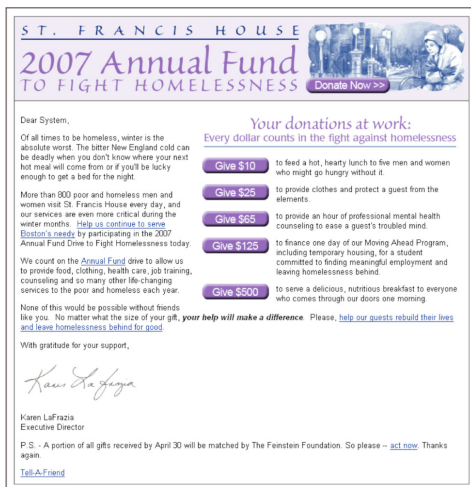 ST. FRANCIS HOUSE
2007 Annual Fund
TO FIGHT HOMELESSNESS
Donate Now >>
Dear System,
Of all times to be homeless, winter is the
absolute worst. The bitter New England cold can
be deadly when you don't know where your next
hot meal will come from or if you'll be lucky
enough to get a bed for the night.
More than 800 poor and homeless men and
women visit St. Francis House every day, and
our services are even more critical during the
winter months. Help us continue to serve
Boston's needy by participating in the 2007
Annual Fund Drive to Fight Homelessness today.
We count on the Annual Fund drive to allow us
to provide food, clothing, health care, job training,
counseling and so many other life-changing
services to the poor and homeless each year.
Your donations at work:
Every dollar counts in the fight against homelessness
Give $10
to feed a hot, hearty lunch to five men and women
who might go hungry without it.
Give $25
to provide clothes and protect a guest from the
elements.
Give $65
to provide an hour of professional mental health
counseling to ease a guest's troubled mind.
Give $125
to finance one day of our Moving Ahead Program,
including temporary housing, for a student
committed to finding meaningful employment and
leaving homelessness behind.
Give $500
to serve a delicious, nutritious breakfast to everyone
who comes through our doors one morning.
None of this would be possible without friends
like you. No matter what the size of your gift, your help will make a difference. Please, help our guests rebuild their lives
and leave homelessness behind for good.
With gratitude for your support,
Karen LaFrazia
Karen LaFrazia
Executive Director
P.S. - A portion of all gifts received by April 30 will be matched by The Feinstein Foundation. So please -- act now. Thanks
again.
Tell-A-Friend